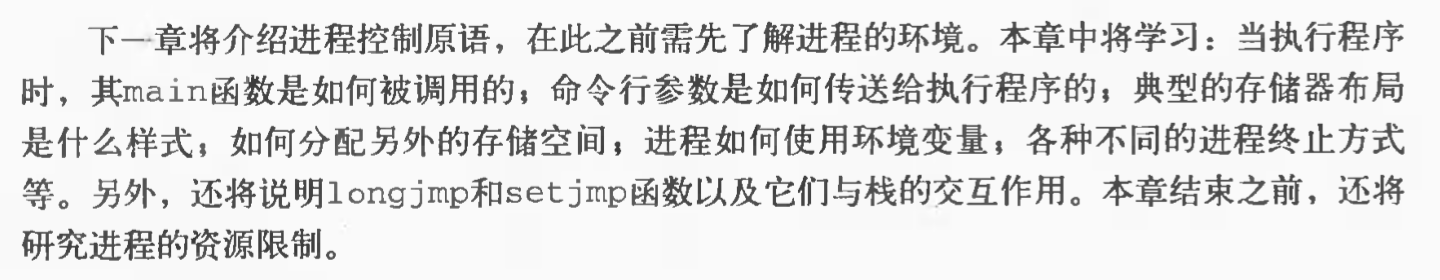 下一章将介绍进程控制原语，在此之前需先了解进程的环境。本章中将学习：当执行程序
时，其main函数是如何被调用的；命令行参数是如何传送给执行程序的；典型的存储器布局
是什么样式；如何分配另外的存储空间；进程如何使用环境变量；各种不同的进程终止方式
等。另外，还将说明longjmp和setjmp函数以及它们与栈的交互作用。本章结束之前，还将
研究进程的资源限制。